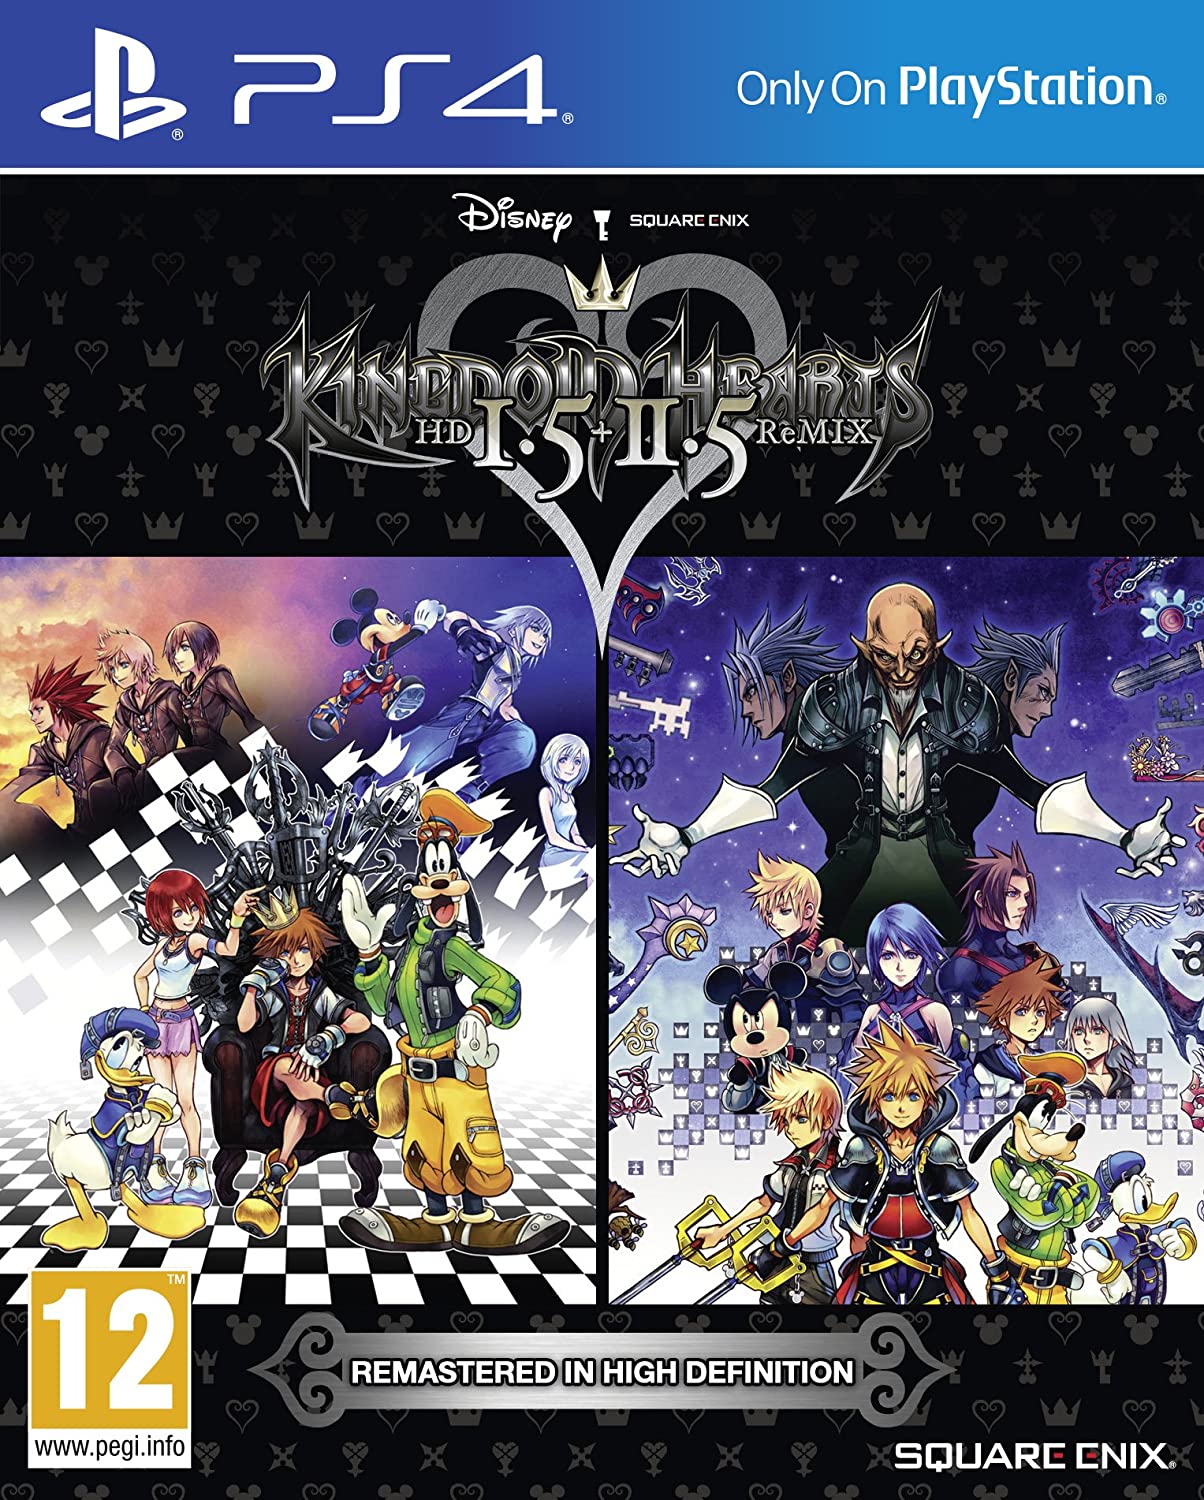 PS4®
Only On PlayStation®
Disney SQUARE ENIX
KINGDOM HEARTS
HD I.5+II.5 ReMIX
12™
www.pegi.info
REMASTERED IN HIGH DEFINITION
SQUARE ENIX®